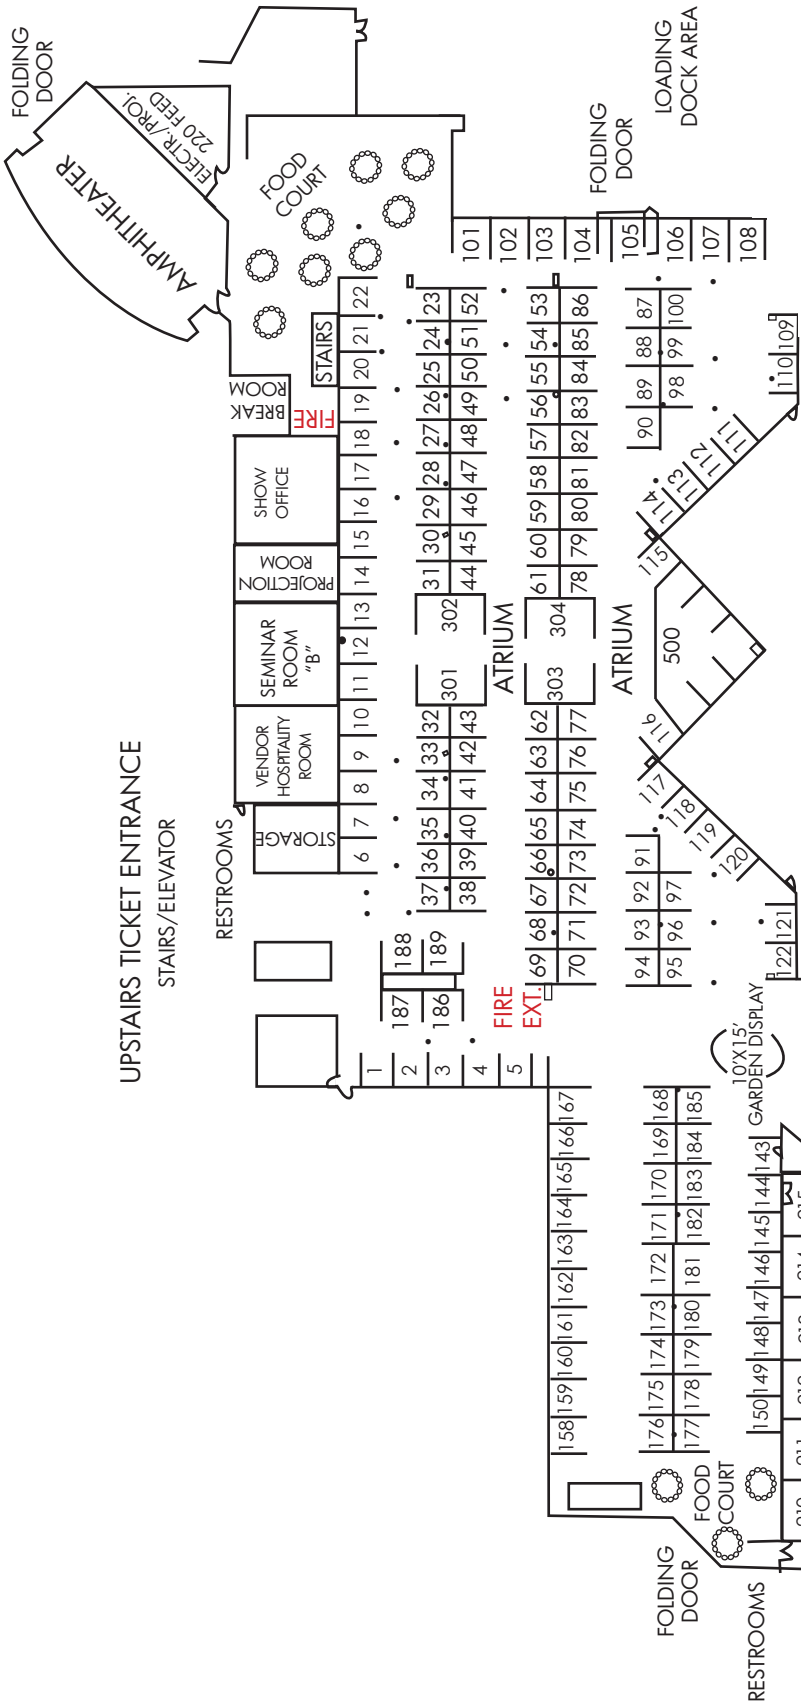 FOLDING
DOOR
AMPHITHEATER
ELECTR./PROJ.
220 FEED
FOOD
COURT
LOADING
DOCK AREA
FOLDING
DOOR
101
102
103
104
105
106
107
108
STAIRS
BREAK
ROOM
FIRE
SHOW
OFFICE
PROJECTION
ROOM
SEMINAR
ROOM
"B"
VENDOR
HOSPITALITY
ROOM
STORAGE
RESTROOMS
UPSTAIRS TICKET ENTRANCE
STAIRS/ELEVATOR
6 7 8 9 10 11 12 13 14 15 16 17 18 19 20 21 22
31 30 29 28 27 26 25 24 23
44 45 46 47 48 49 50 51 52
302
301
ATRIUM
37 36 35 34 33 32
38 39 40 41 42 43
61 60 59 58 57 56 55 54 53
78 79 80 81 82 83 84 85 86
304
303
ATRIUM
69 68 67 66 65 64 63 62
70 71 72 73 74 75 76 77
90 89 88 87
98 99 100
109
110
111
112
113
114
115
500
116
117
118
119
120
94 93 92 91
95 96 97
122 121
188
189
187
186
FIRE
EXT.
1
2
3
4
5
10'X15'
GARDEN DISPLAY
158 159 160 161 162 163 164 165 166 167
176 175 174 173 172 171 170 169 168
177 178 179 180 181 182 183 184 185
150 149 148 147 146 145 144 143
FOOD
COURT
FOLDING
DOOR
RESTROOMS